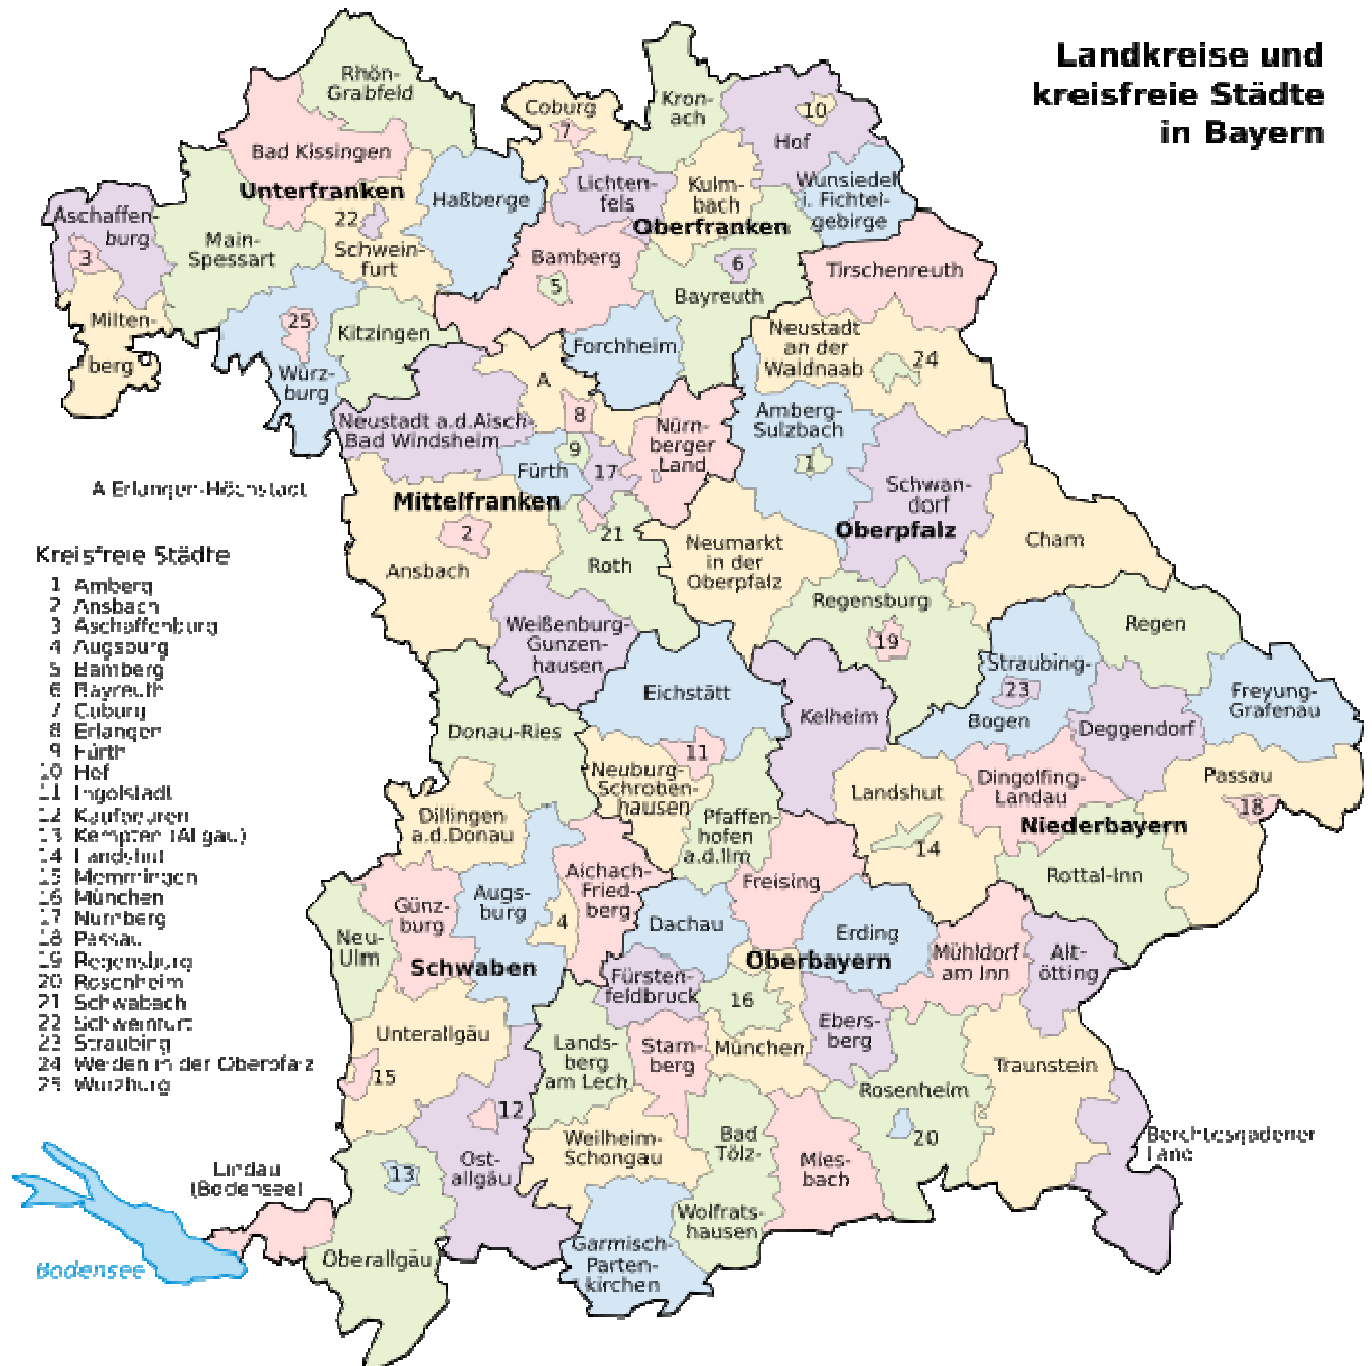 Landkreise und
kreisfreie Städte
in Bayern
Rhön-
Grabfeld
Coburg
7
Kron-
ach
10
Hof
Bad Kissingen
Unterfranken
Haßberge
Lichten-
fels
Kulm-
bach
Oberfranken
Wunsiedel
i. Fichtel-
gebirge
Aschaffen-
burg
3
Main-
Spessart
22
Schwein-
furt
Bamberg
5
6
Bayreuth
Tirschenreuth
Milten-
berg
25
Würz-
burg
Kitzingen
Forchheim
Neustadt
an der
Waldnaab
24
A
8
Neustadt a.d.Aisch-
Bad Windsheim
Nürn-
berger
Land
Amberg-
Sulzbach
1
9
Fürth
17
A Erlangen-Höchstadt
Mittelfranken
2
Ansbach
21
Roth
Neumarkt
in der
Oberpfalz
Schwan-
dorf
Oberpfalz
Cham
Regensburg
19
Regen
Weißenburg-
Gunzen-
hausen
Eichstätt
Straubing-
23
Bogen
Freyung-
Grafenau
Kelheim
Deggendorf
Donau-Ries
11
Neuburg-
Schroben-
hausen
Pfaffen-
hofen
a.d.Ilm
Landshut
14
Dingolfing-
Landau
Passau
18
Niederbayern
Dillingen
a.d.Donau
Rottal-Inn
Aichach-
Fried-
berg
Augs-
burg
4
Freising
Günz-
burg
Neu-
Ulm
Schwaben
Dachau
Erding
Oberbayern
Mühldorf
am Inn
Alt-
ötting
Fürsten-
feldbruck
16
München
Ebers-
berg
Unterallgäu
15
Lands-
berg
am Lech
Starn-
berg
Rosenheim
20
Traunstein
12
Ost-
allgäu
Weilheim-
Schongau
Bad
Tölz-
Wolfrats-
hausen
Mies-
bach
Berchtesgadener
Land
13
Oberallgäu
Garmisch-
Parten-
kirchen
Lindau
(Bodensee)
Bodensee
Kreisfreie Städte
1 Amberg
2 Ansbach
3 Aschaffenburg
4 Augsburg
5 Bamberg
6 Bayreuth
7 Coburg
8 Erlangen
9 Fürth
10 Hof
11 Ingolstadt
12 Kaufbeuren
13 Kempten (Allgäu)
14 Landshut
15 Memmingen
16 München
17 Nürnberg
18 Passau
19 Regensburg
20 Rosenheim
21 Schwabach
22 Schweinfurt
23 Straubing
24 Weiden in der Oberpfalz
25 Würzburg